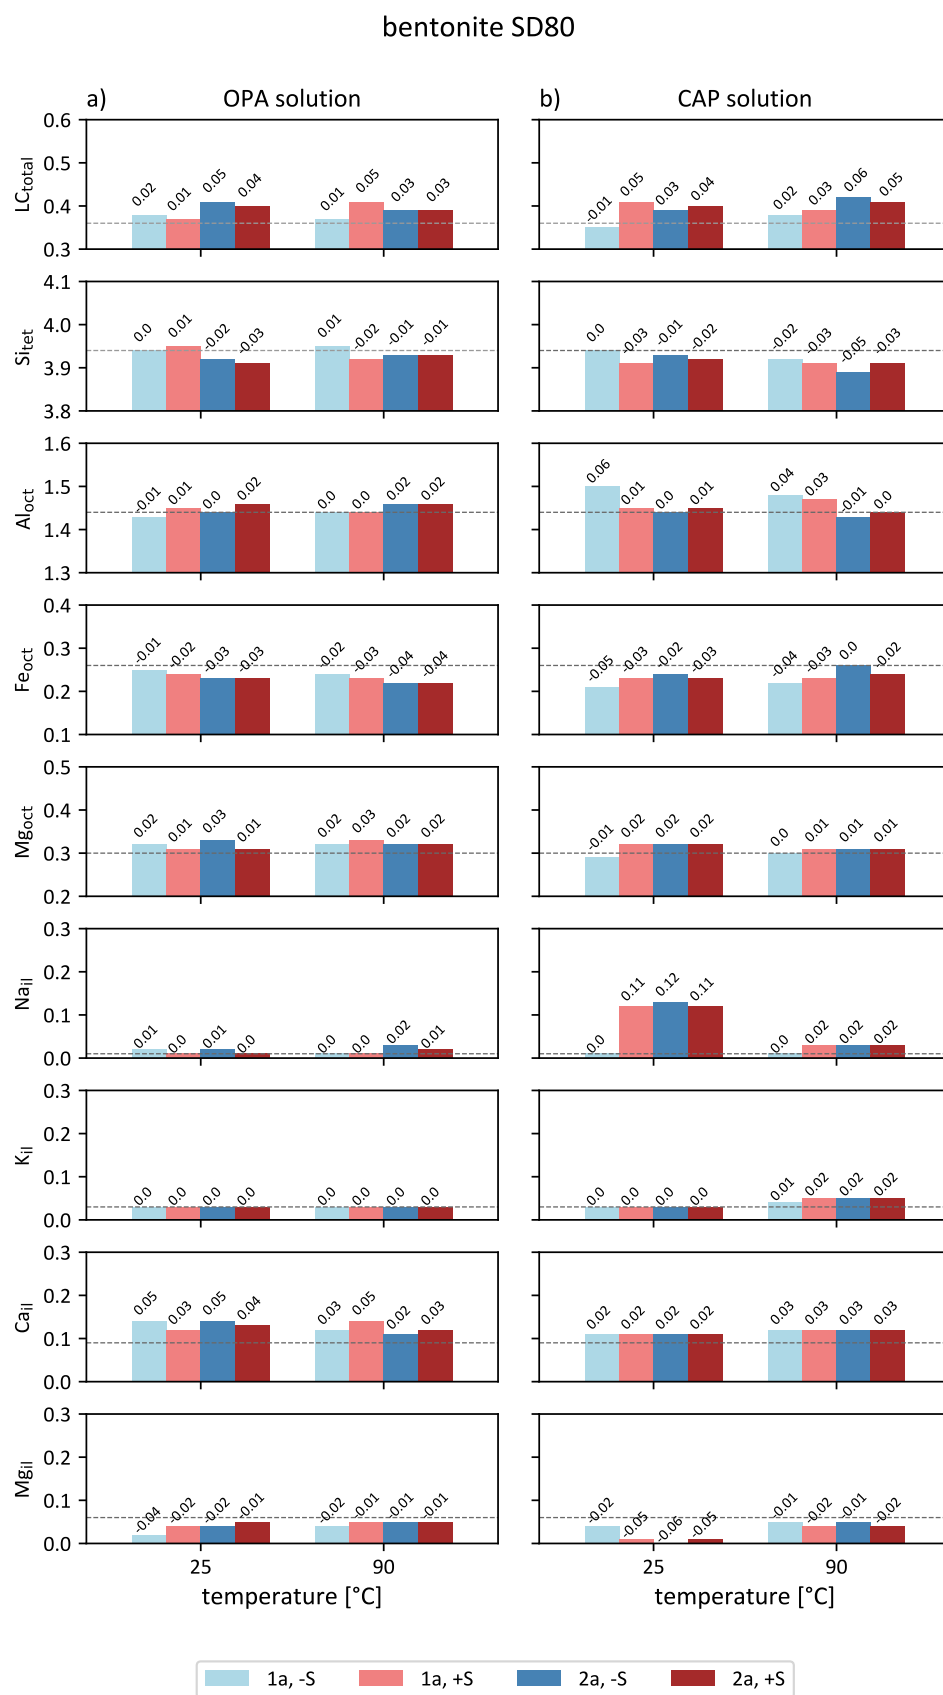 bentonite SD80
a) OPA solution
b) CAP solution
LCtotal
0.6
0.5
0.4
0.3
0.02 0.01 0.05 0.04 0.01 0.05 0.03 0.03
-0.01 0.05 0.03 0.04 0.02 0.03 0.06 0.05
Sitet
4.1
4.0
3.9
3.8
0.0 0.01 -0.02 -0.03 0.01 -0.02 -0.01 -0.01
0.0 -0.03 -0.01 -0.02 -0.02 -0.03 -0.05 -0.03
Aloct
1.6
1.5
1.4
1.3
-0.01 0.01 0.0 0.02 0.0 0.0 0.02 0.02
0.06 0.01 0.0 0.01 0.04 0.03 -0.01 0.0
Feoct
0.4
0.3
0.2
0.1
-0.01 -0.02 -0.03 -0.03 -0.02 -0.03 -0.04 -0.04
-0.05 -0.03 -0.02 -0.03 -0.04 -0.03 0.0 -0.02
Mgoct
0.5
0.4
0.3
0.2
0.02 0.01 0.03 0.01 0.02 0.03 0.02 0.02
-0.01 0.02 0.02 0.02 0.0 0.01 0.01 0.01
Nail
0.3
0.2
0.1
0.0
0.01 0.0 0.01 0.0 0.0 0.0 0.02 0.01
0.0 0.11 0.12 0.11 0.0 0.02 0.02 0.02
Kil
0.3
0.2
0.1
0.0
0.0 0.0 0.0 0.0 0.0 0.0 0.0 0.0
0.0 0.0 0.0 0.0 0.01 0.02 0.02 0.02
Cail
0.3
0.2
0.1
0.0
0.05 0.03 0.05 0.04 0.03 0.05 0.02 0.03
0.02 0.02 0.02 0.02 0.03 0.03 0.03 0.03
Mgil
0.3
0.2
0.1
0.0
-0.04 -0.02 -0.02 -0.01 -0.02 -0.01 -0.01 -0.01
-0.02 -0.05 -0.06 -0.05 -0.01 -0.02 -0.01 -0.02
25 90
25 90
temperature [°C]
temperature [°C]
1a, -S 1a, +S 2a, -S 2a, +S